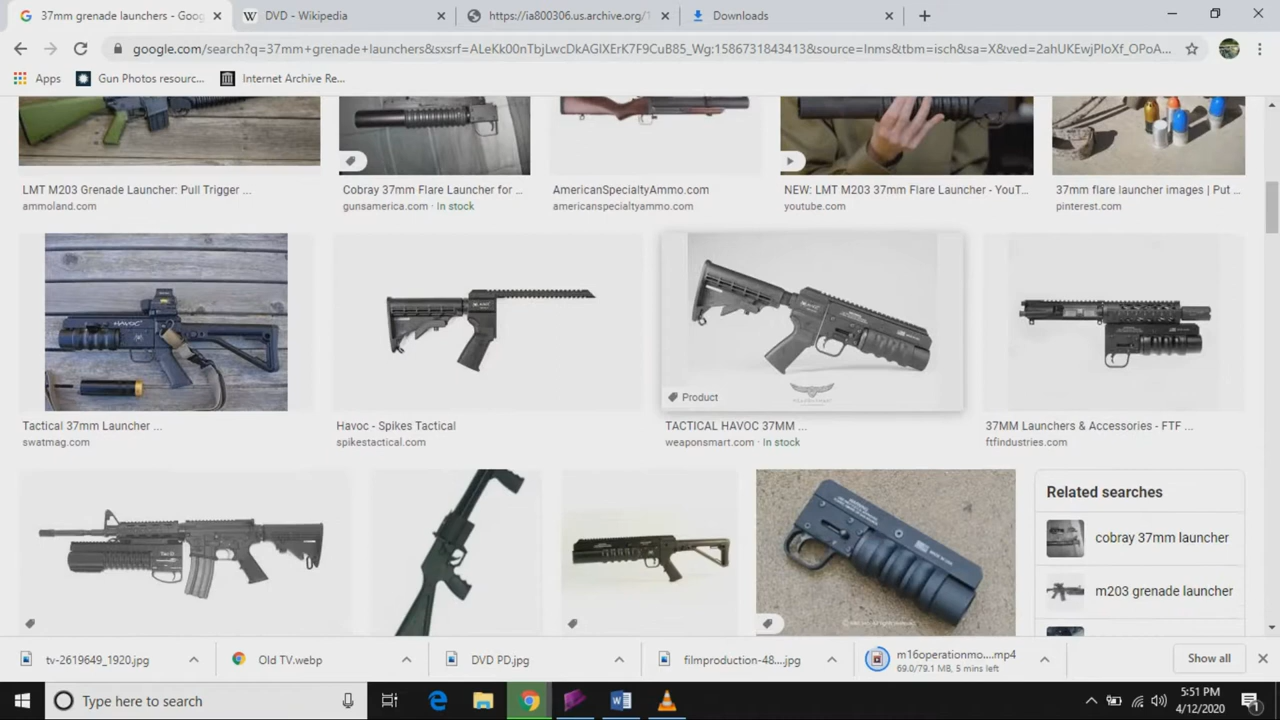 37mm grenade launchers - Goog
DVD - Wikipedia
https://ia800306.us.archive.org/1
Downloads
google.com/search?q=37mm+grenade+launchers&sxsrf=ALeKk00nTbjLwcDkAGIXErK7F9CuB85_Wg:1586731843413&source=lnms&tbm=isch&sa=X&ved=2ahUKEwjPloXf_OPoA...
Apps
Gun Photos resourc...
Internet Archive Re...
LMT M203 Grenade Launcher: Pull Trigger ...
ammoland.com
Cobray 37mm Flare Launcher for ...
gunsamerica.com · In stock
AmericanSpecialtyAmmo.com
americanspecialtyammo.com
NEW: LMT M203 37mm Flare Launcher - YouT...
youtube.com
37mm flare launcher images | Put ...
pinterest.com
HAVOC
Product
Tactical 37mm Launcher ...
swatmag.com
Havoc - Spikes Tactical
spikestactical.com
TACTICAL HAVOC 37MM ...
weaponsmart.com · In stock
37MM Launchers & Accessories - FTF ...
ftfindustries.com
Related searches
cobray 37mm launcher
m203 grenade launcher
tv-2619649_1920.jpg
Old TV.webp
DVD PD.jpg
filmproduction-48....jpg
m16operationmo....mp4
69.0/79.1 MB, 5 mins left
Show all
Type here to search
5:51 PM
4/12/2020
1